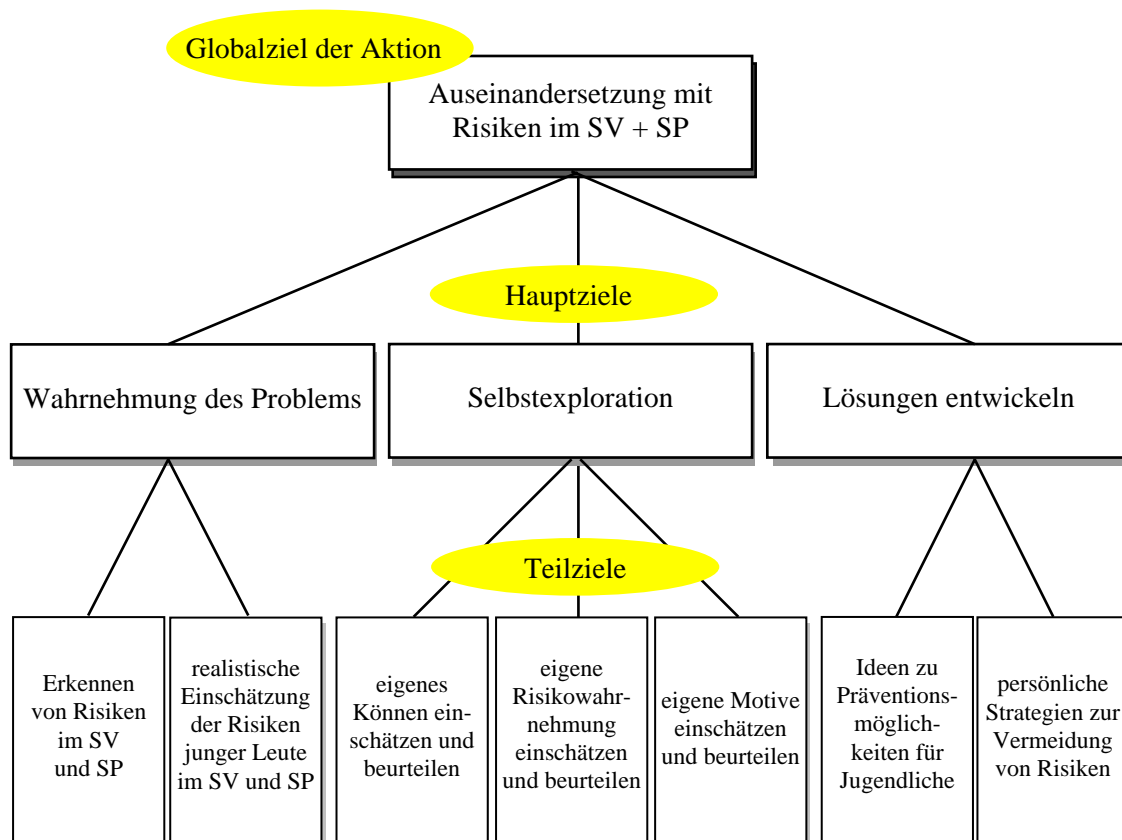 Globalziel der Aktion
Auseinandersetzung mit
Risiken im SV + SP
Hauptziele
Wahrnehmung des Problems
Selbstexploration
Lösungen entwickeln
Teilziele
Erkennen
von Risiken
im SV
und SP
realistische
Einschätzung
der Risiken
junger Leute
im SV und SP
eigenes
Können ein-
schätzen und
beurteilen
eigene
Risikowahr-
nehmung
einschätzen
und beurteilen
eigene Motive
einschätzen
und beurteilen
Ideen zu
Präventions-
möglich-
keiten für
Jugendliche
persönliche
Strategien zur
Vermeidung
von Risiken